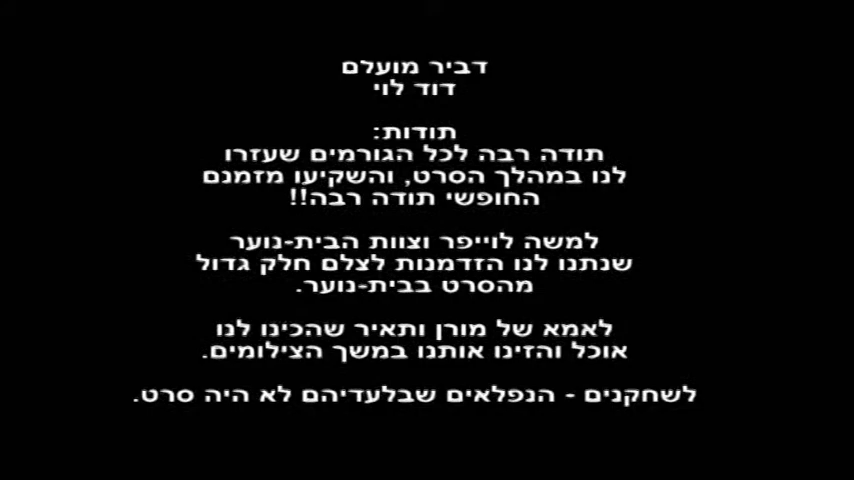 דביר מועלם
דוד לוי
תודות:
תודה רבה לכל הגורמים שעזרו
לנו במהלך הסרט, והשקיעו מזמנם
החופשי תודה רבה!!
למשה לוייפר וצוות הבית-נוער
שנתנו לנו הזדמנות לצלם חלק גדול
מהסרט בבית-נוער.
לאמא של מורן ותאיר שהכינו לנו
אוכל והזינו אותנו במשך הצילומים.
לשחקנים - הנפלאים שבלעדיהם לא היה סרט.